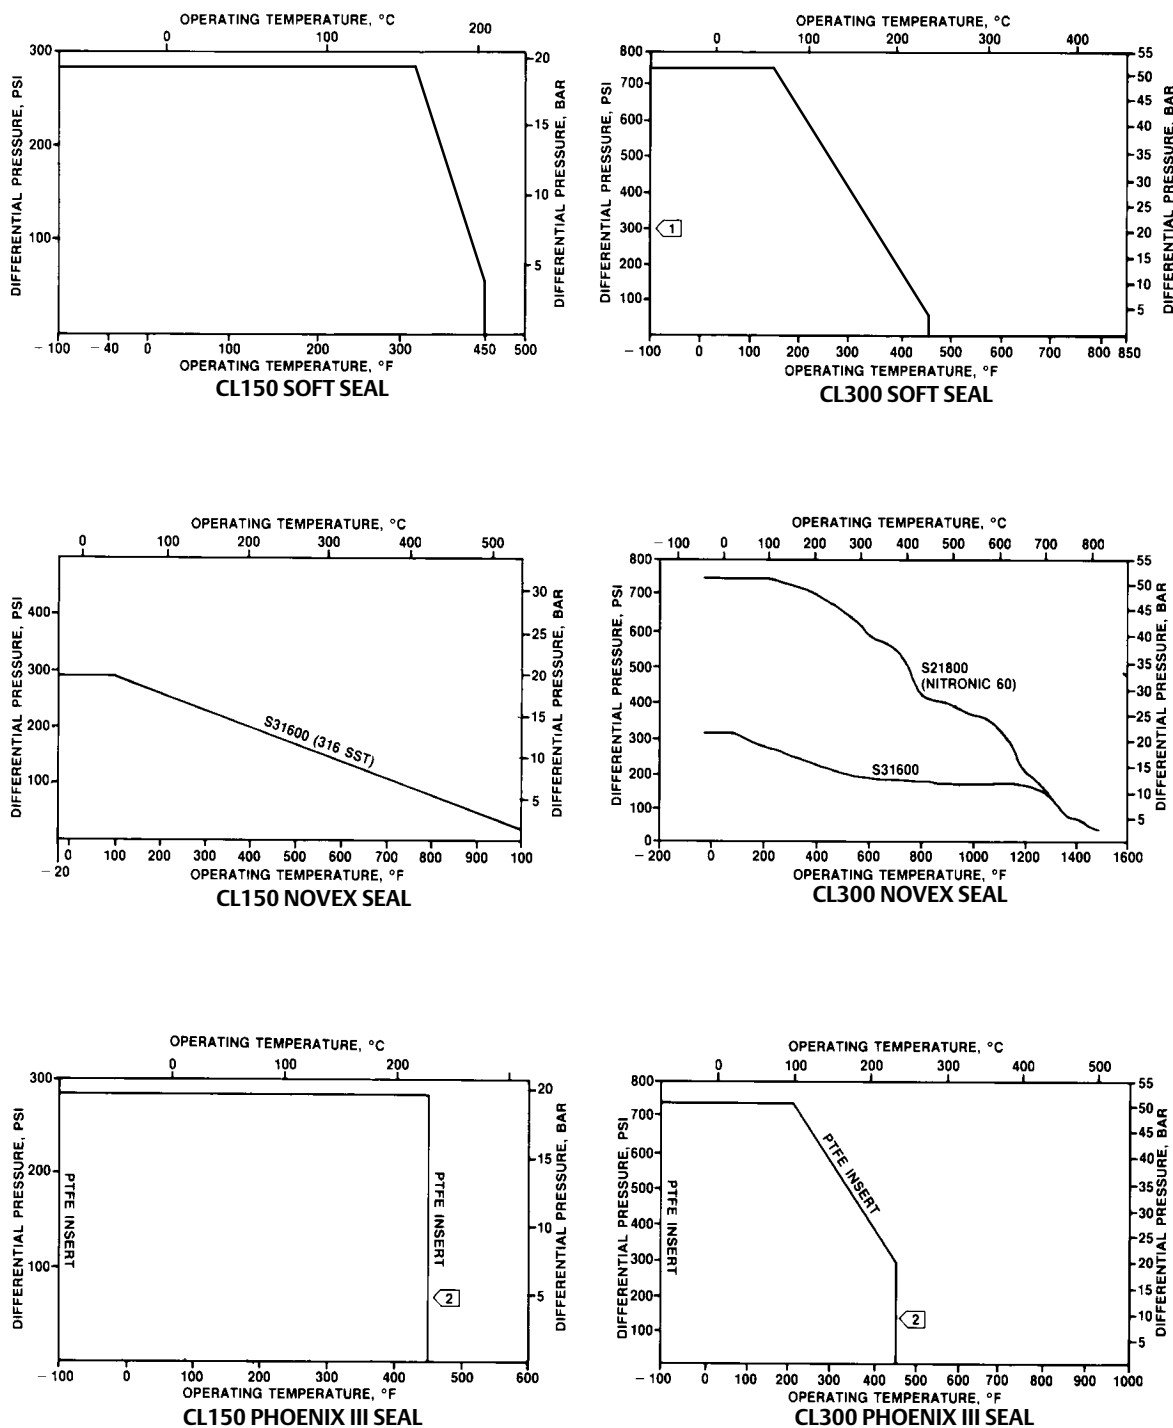 OPERATING TEMPERATURE, °C
0 100 200
300
200
100
DIFFERENTIAL PRESSURE, PSI
20
15
10
5
DIFFERENTIAL PRESSURE, BAR
-100 -40 0 100 200 300 450 500
OPERATING TEMPERATURE, °F
CL150 SOFT SEAL
OPERATING TEMPERATURE, °C
0 100 200 300 400
800
700
600
500
400
300
200
100
DIFFERENTIAL PRESSURE, PSI
1
55
50
45
40
35
30
25
20
15
10
5
DIFFERENTIAL PRESSURE, BAR
-100 0 100 200 300 400 500 600 700 800 850
OPERATING TEMPERATURE, °F
CL300 SOFT SEAL
OPERATING TEMPERATURE, °C
0 100 200 300 400 500
400
300
200
100
DIFFERENTIAL PRESSURE, PSI
S31600 (316 SST)
30
25
20
15
10
5
DIFFERENTIAL PRESSURE, BAR
-20 0 100 200 300 400 500 600 700 800 900 100
OPERATING TEMPERATURE, °F
CL150 NOVEX SEAL
OPERATING TEMPERATURE, °C
-100 0 100 200 300 400 500 600 700 800
800
700
600
500
400
300
200
100
0
DIFFERENTIAL PRESSURE, PSI
S21800
(NITRONIC 60)
S31600
55
50
45
40
35
30
25
20
15
10
5
DIFFERENTIAL PRESSURE, BAR
-200 0 200 400 600 800 1000 1200 1400 1600
OPERATING TEMPERATURE, °F
CL300 NOVEX SEAL
OPERATING TEMPERATURE, °C
0 100 200 300
300
200
100
DIFFERENTIAL PRESSURE, PSI
PTFE INSERT
PTFE INSERT
2
20
15
10
5
DIFFERENTIAL PRESSURE, BAR
-100 0 100 200 300 400 500 600
OPERATING TEMPERATURE, °F
CL150 PHOENIX III SEAL
OPERATING TEMPERATURE, °C
0 100 200 300 400 500
800
700
600
500
400
300
200
100
DIFFERENTIAL PRESSURE, PSI
PTFE INSERT
PTFE INSERT
2
55
50
45
40
35
30
25
20
15
10
5
DIFFERENTIAL PRESSURE, BAR
-100 0 100 200 300 400 500 600 700 800 900 1000
OPERATING TEMPERATURE, °F
CL300 PHOENIX III SEAL